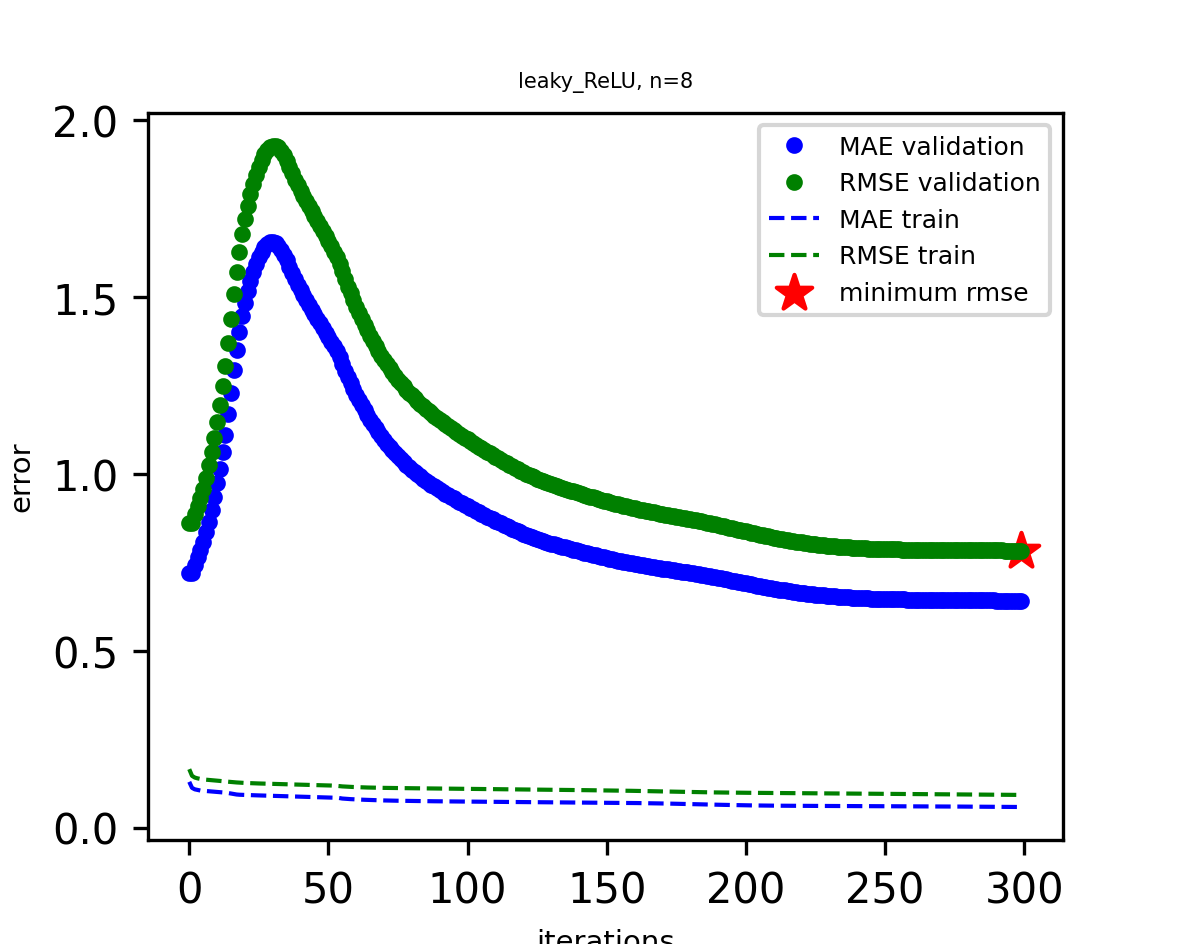 leaky_ReLU, n=8
2.0
1.5
1.0
0.5
0.0
error
MAE validation
RMSE validation
MAE train
RMSE train
minimum rmse
0 50 100 150 200 250 300
iterations